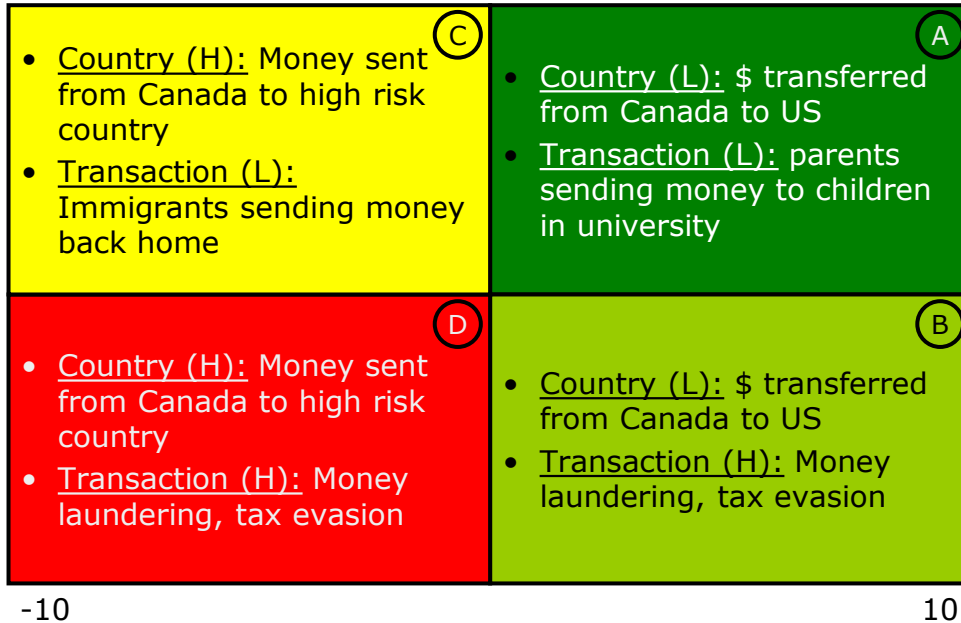 C
• Country (H): Money sent
from Canada to high risk
country
• Transaction (L):
Immigrants sending money
back home
A
• Country (L): $ transferred
from Canada to US
• Transaction (L): parents
sending money to children
in university
D
• Country (H): Money sent
from Canada to high risk
country
• Transaction (H): Money
laundering, tax evasion
B
• Country (L): $ transferred
from Canada to US
• Transaction (H): Money
laundering, tax evasion
-10
10